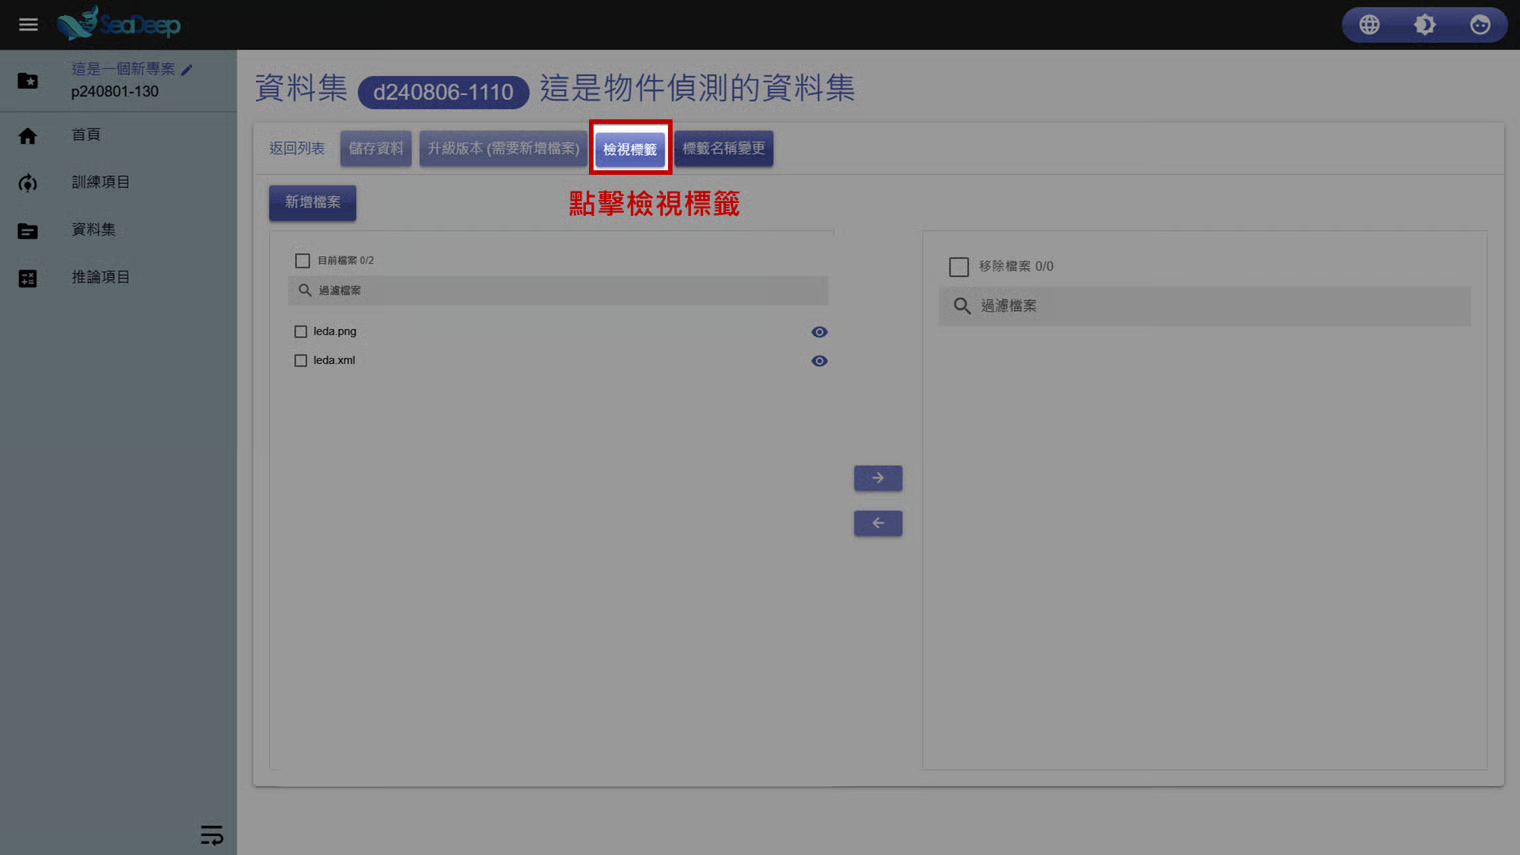 SeaDeep
這是一個新專案
p240801-130
首頁
訓練項目
資料集
推論項目
資料集 d240806-1110 這是物件偵測的資料集
返回列表 儲存資料 升級版本 (需要新增檔案) 檢視標籤 標籤名稱變更
點擊檢視標籤
新增檔案
目前檔案 0/2
過濾檔案
leda.png
leda.xml
移除檔案 0/0
過濾檔案